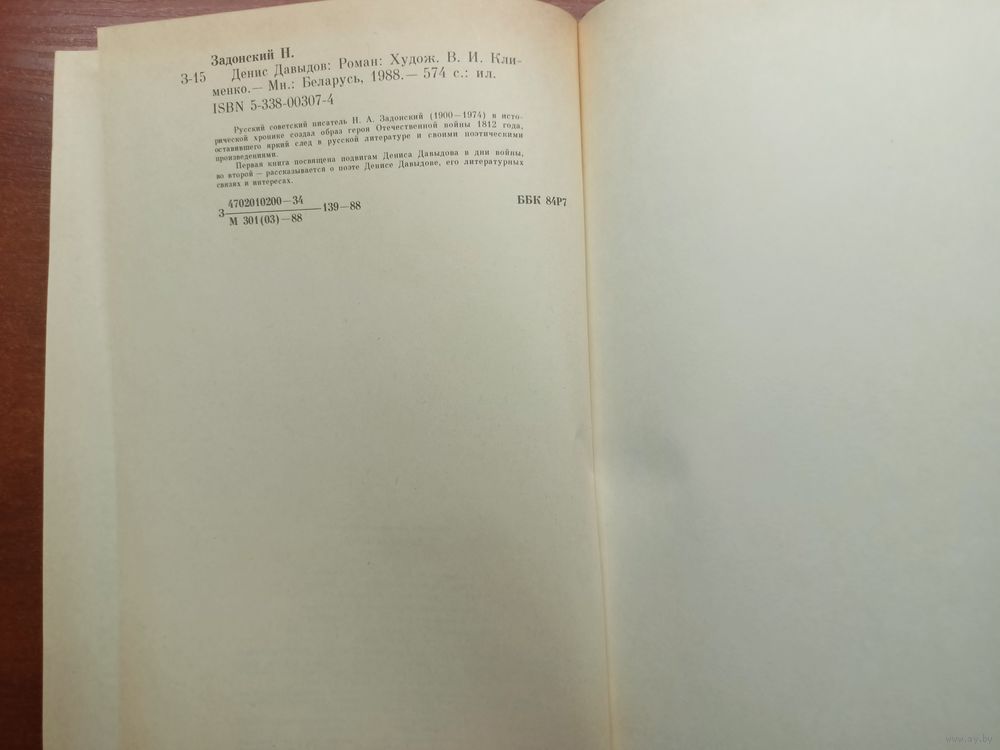 Задонский Н.
З-15 Денис Давыдов: Роман: Худож. В. И. Кли-
менко.— Мн.: Беларусь, 1988.— 574 с.: ил.
ISBN 5-338-00307-4
Русский советский писатель Н. А. Задонский (1900—1974) в исто-
рической хронике создал образ героя Отечественной войны 1812 года,
оставившего яркий след в русской литературе и своими поэтическими
произведениями.
Первая книга посвящена подвигам Дениса Давыдова в дни войны,
во второй — рассказывается о поэте Денисе Давыдове, его литературных
связях и интересах.
4702010200—34
З ——— 139—88
М 301(03)—88
ББК 84Р7
www.ay.by